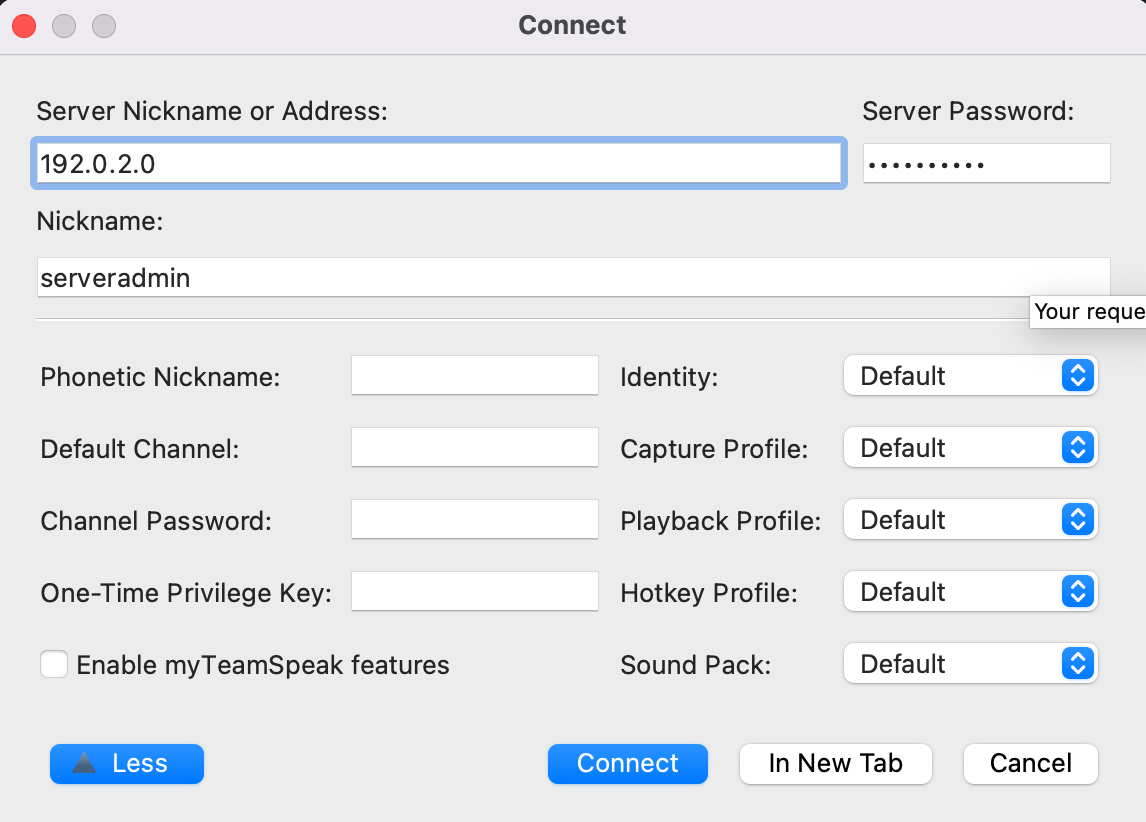 Connect
Server Nickname or Address: Server Password:
192.0.2.0 ••••••••••
Nickname:
serveradmin
Your reque
Phonetic Nickname: Identity: Default
Default Channel: Capture Profile: Default
Channel Password: Playback Profile: Default
One-Time Privilege Key: Hotkey Profile: Default
Enable myTeamSpeak features Sound Pack: Default
Less Connect In New Tab Cancel